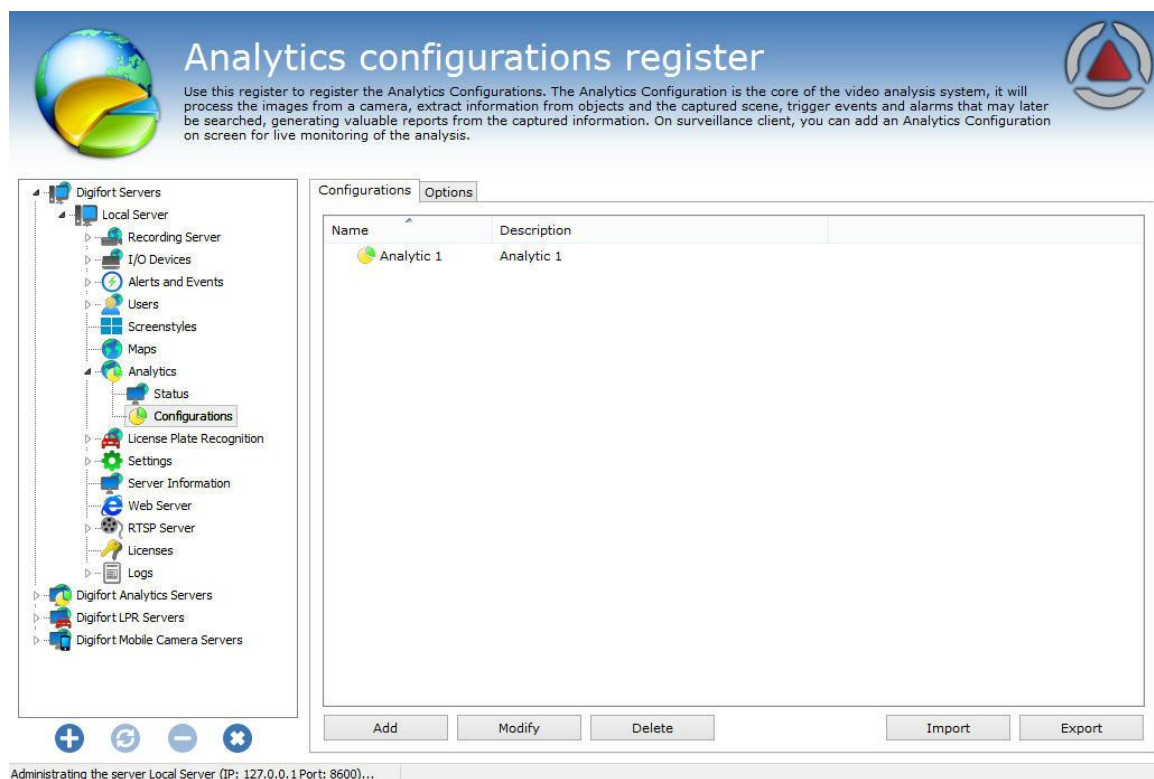 Analytics configurations register
Use this register to register the Analytics Configurations. The Analytics Configuration is the core of the video analysis system, it will
process the images from a camera, extract information from objects and the captured scene, trigger events and alarms that may later
be searched, generating valuable reports from the captured information. On surveillance client, you can add an Analytics Configuration
on screen for live monitoring of the analysis.
Digifort Servers
Local Server
Recording Server
I/O Devices
Alerts and Events
Users
Screenstyles
Maps
Analytics
Status
Configurations
License Plate Recognition
Settings
Server Information
Web Server
RTSP Server
Licenses
Logs
Digifort Analytics Servers
Digifort LPR Servers
Digifort Mobile Camera Servers
Configurations Options
Name Description
Analytic 1 Analytic 1
Add Modify Delete Import Export
Administrating the server Local Server (IP: 127.0.0.1 Port: 8600)...